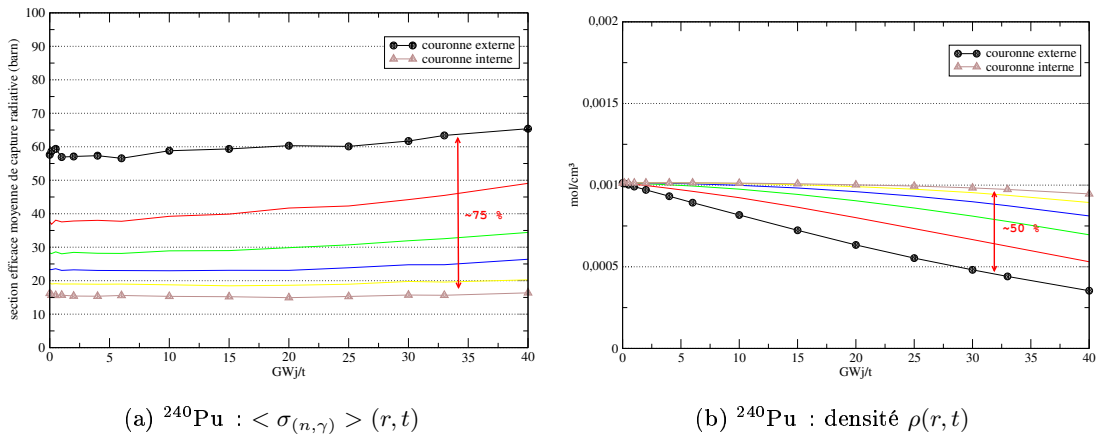 100
90
80
70
60
50
40
30
20
10
0
section efficace moyenne de capture radiative (barn)
couronne externe
couronne interne
~75 %
0 5 10 15 20 25 30 35 40
GWj/t
(a) ²⁴⁰Pu : < σ(n,γ) > (r, t)
0,002
0,0015
0,001
0,0005
mol/cm³
couronne externe
couronne interne
~50 %
0 5 10 15 20 25 30 35 40
GWj/t
(b) ²⁴⁰Pu : densité ρ(r, t)